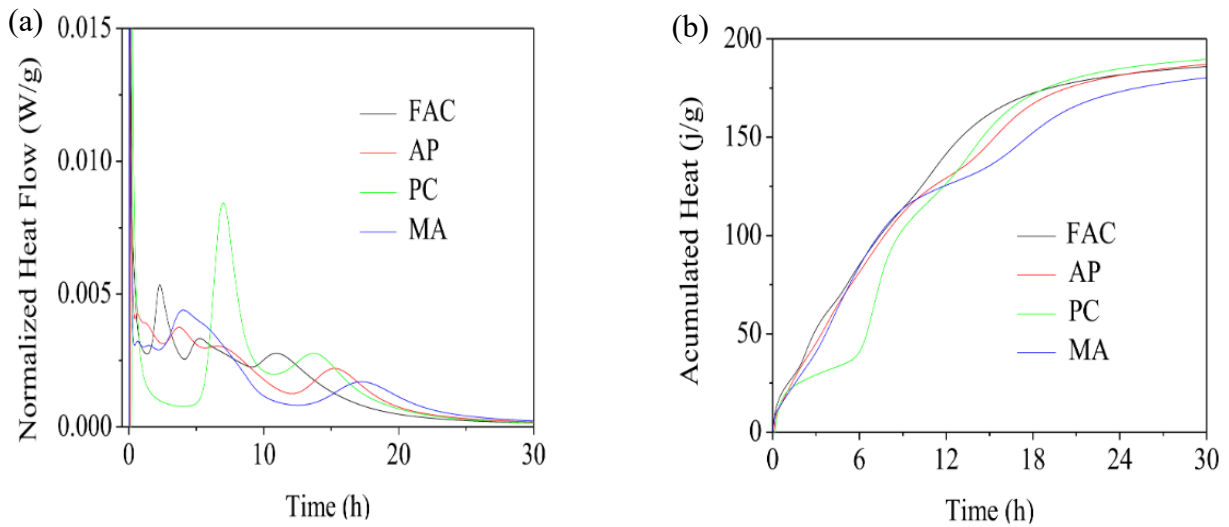 (a)
Normalized Heat Flow (W/g)
0.015
0.010
0.005
0.000
FAC
AP
PC
MA
0
10
20
30
Time (h)
(b)
Acumulated Heat (j/g)
200
150
100
50
0
FAC
AP
PC
MA
0
6
12
18
24
30
Time (h)